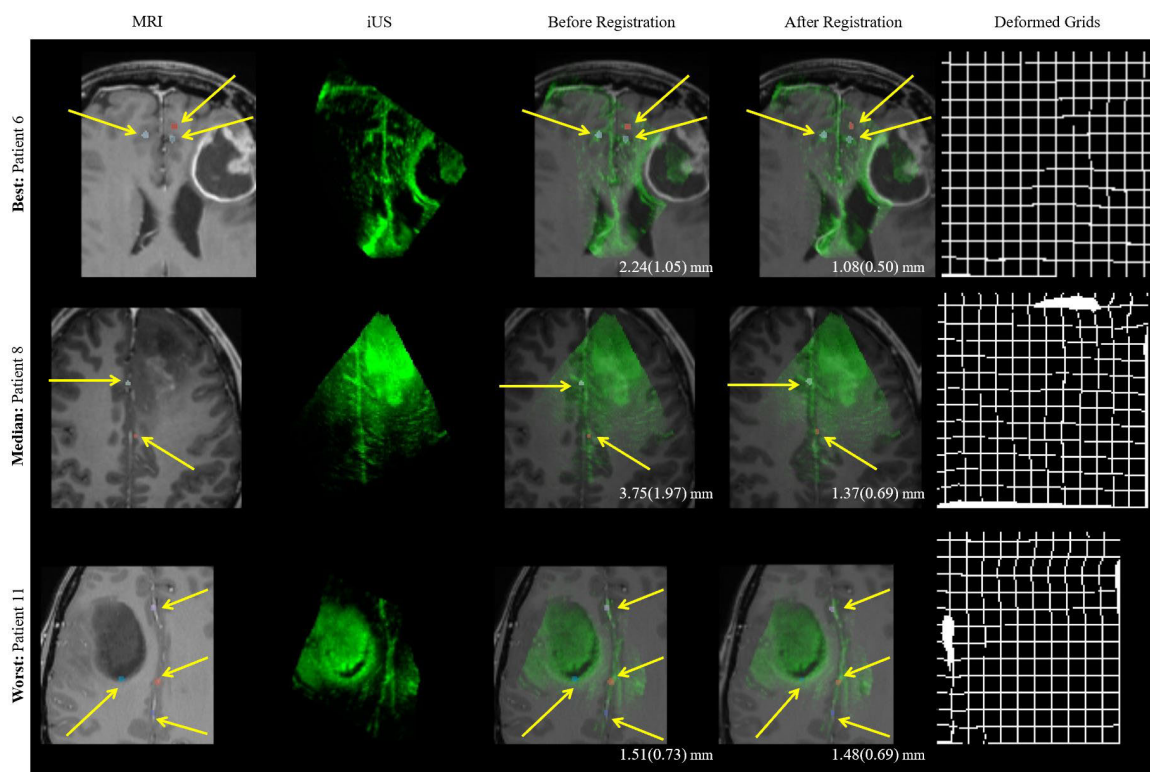 MRI
iUS
Before Registration
After Registration
Deformed Grids
Best: Patient 6
2.24(1.05) mm
1.08(0.50) mm
Median: Patient 8
3.75(1.97) mm
1.37(0.69) mm
Worst: Patient 11
1.51(0.73) mm
1.48(0.69) mm